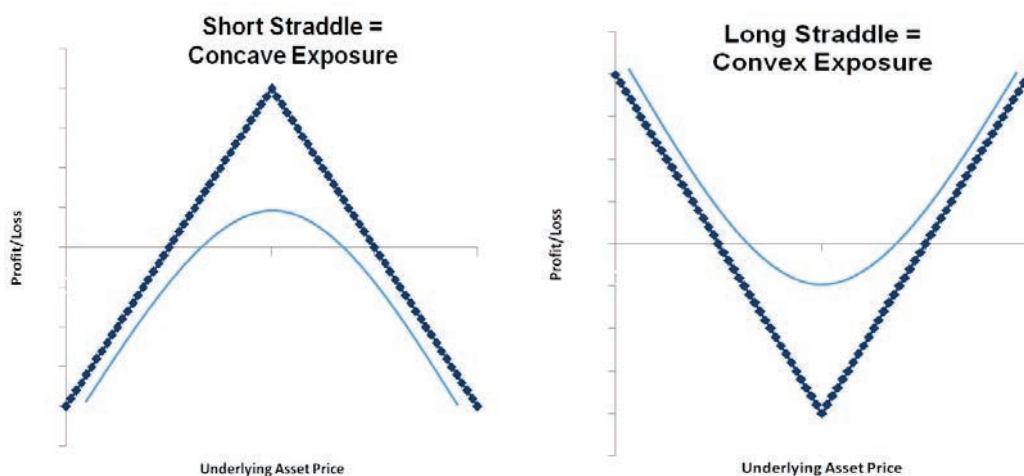 Short Straddle =
Concave Exposure
Profit/Loss
Underlying Asset Price
Long Straddle =
Convex Exposure
Profit/Loss
Underlying Asset Price